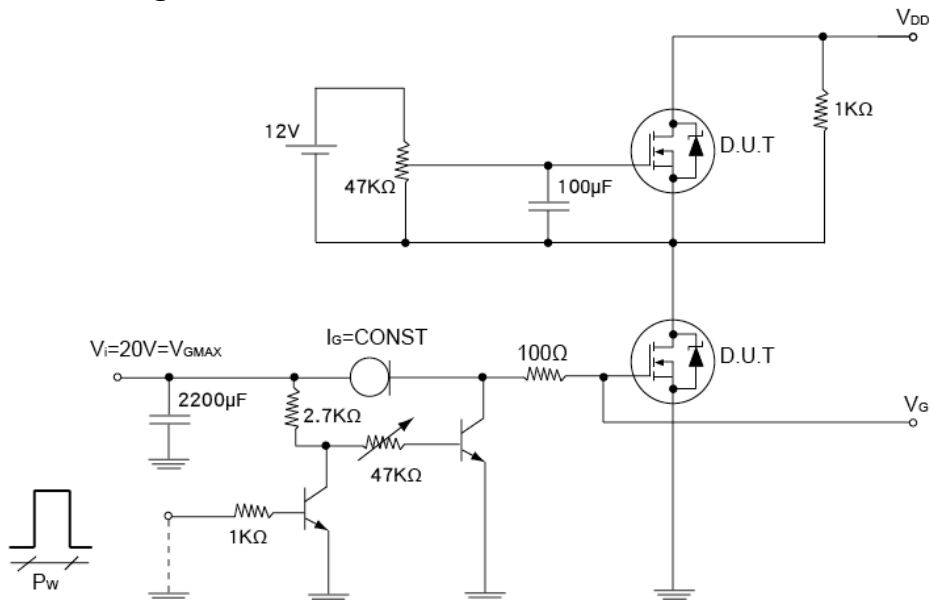 VDD
12V
1KΩ
D.U.T
47KΩ
100µF
IG=CONST
Vi=20V=VGMAX
100Ω
D.U.T
2200µF
2.7KΩ
VG
47KΩ
1KΩ
PW